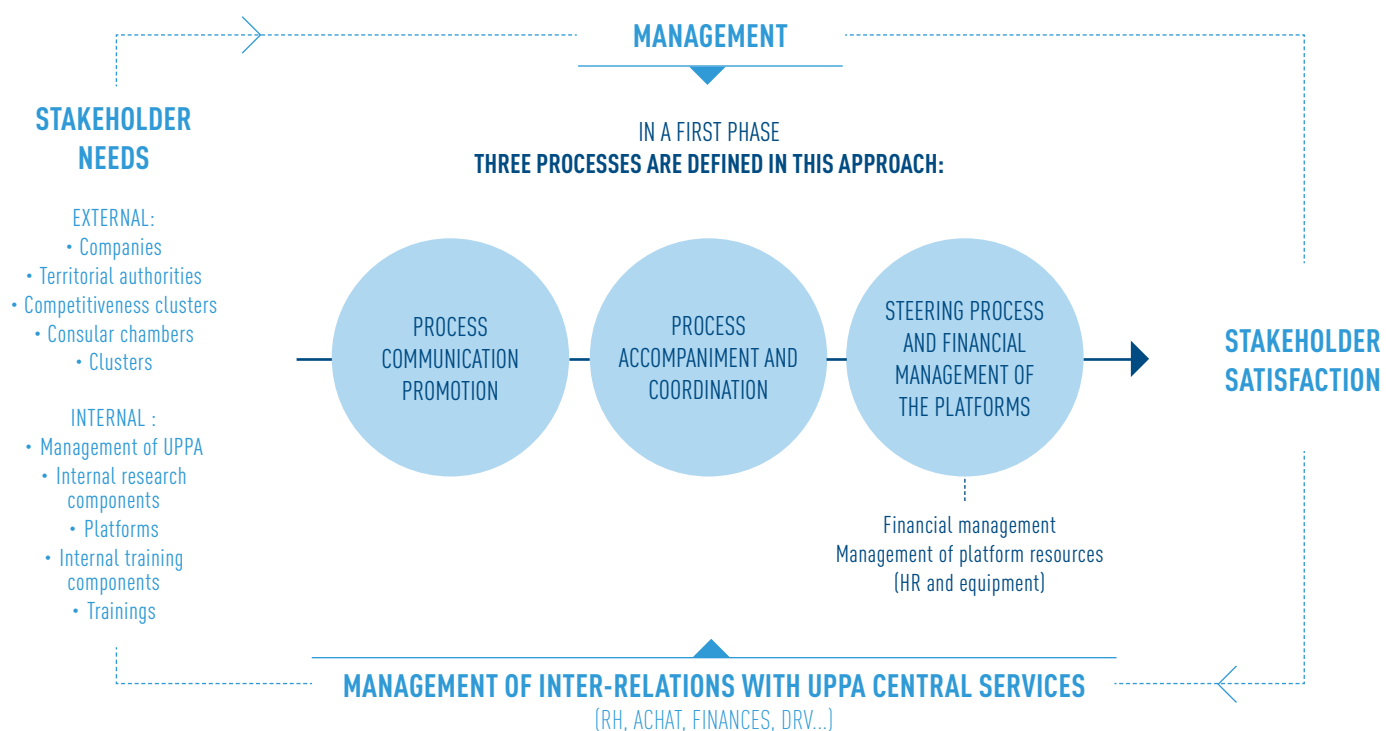 MANAGEMENT
STAKEHOLDER
NEEDS
EXTERNAL:
• Companies
• Territorial authorities
• Competitiveness clusters
• Consular chambers
• Clusters
INTERNAL :
• Management of UPPA
• Internal research
components
• Platforms
• Internal training
components
• Trainings
IN A FIRST PHASE
THREE PROCESSES ARE DEFINED IN THIS APPROACH:
PROCESS
COMMUNICATION
PROMOTION
PROCESS
ACCOMPANIMENT AND
COORDINATION
STEERING PROCESS
AND FINANCIAL
MANAGEMENT OF
THE PLATFORMS
Financial management
Management of platform resources
(HR and equipment)
STAKEHOLDER
SATISFACTION
MANAGEMENT OF INTER-RELATIONS WITH UPPA CENTRAL SERVICES
(RH, ACHAT, FINANCES, DRV...)